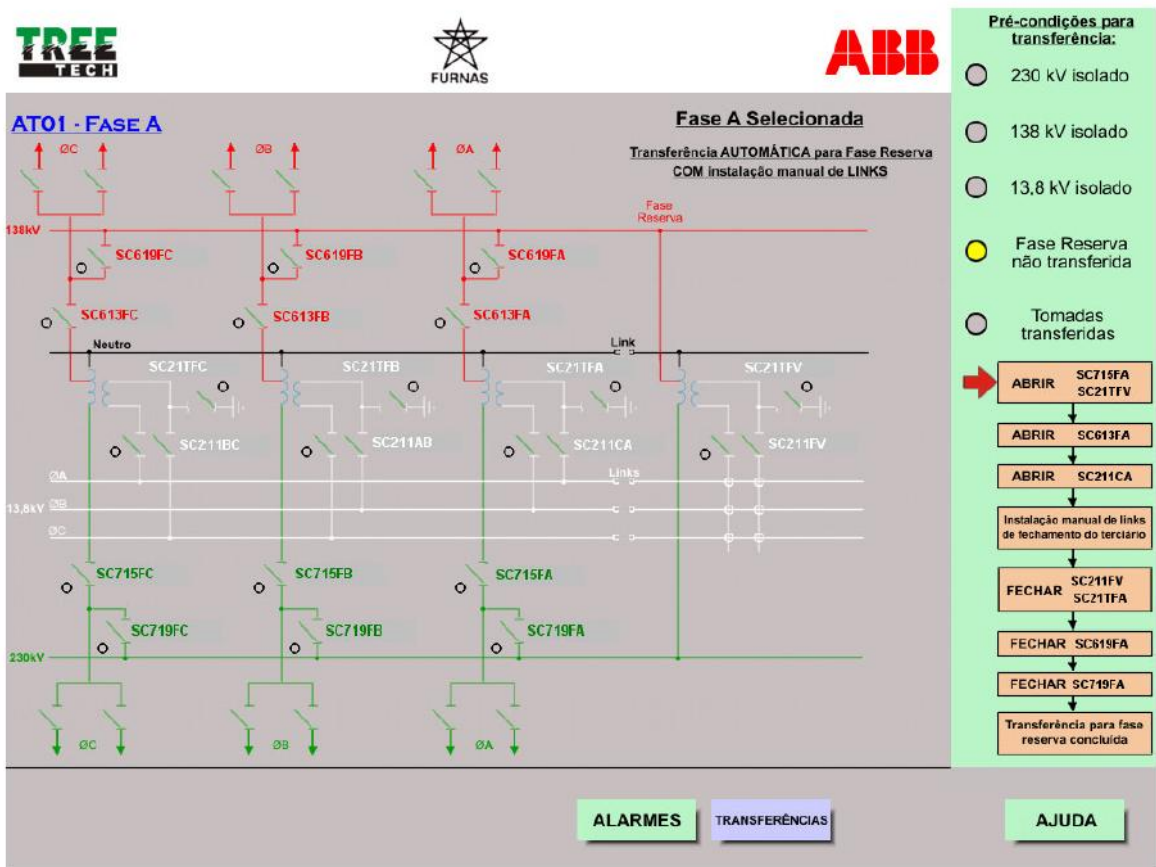 TREE
TECH
FURNAS
ABB
AT01 - FASE A
Fase A Selecionada
Transferência AUTOMÁTICA para Fase Reserva
COM instalação manual de LINKS
ØC
ØB
ØA
Fase
Reserva
138kV
SC619FC
SC619FB
SC619FA
SC613FC
SC613FB
SC613FA
Neutro
Link
SC21TFC
SC21TFB
SC21TFA
SC21TFV
SC211BC
SC211AB
SC211CA
SC211FV
ØA
Links
13,8kV ØB
ØC
SC715FC
SC715FB
SC715FA
SC719FC
SC719FB
SC719FA
230kV
ØC
ØB
ØA
Pré-condições para
transferência:
230 kV isolado
138 kV isolado
13,8 kV isolado
Fase Reserva
não transferida
Tomadas
transferidas
ABRIR SC715FA
SC21TFV
ABRIR SC613FA
ABRIR SC211CA
Instalação manual de links
de fechamento do terciário
FECHAR SC211FV
SC21TFA
FECHAR SC619FA
FECHAR SC719FA
Transferência para fase
reserva concluída
ALARMES
TRANSFERÊNCIAS
AJUDA